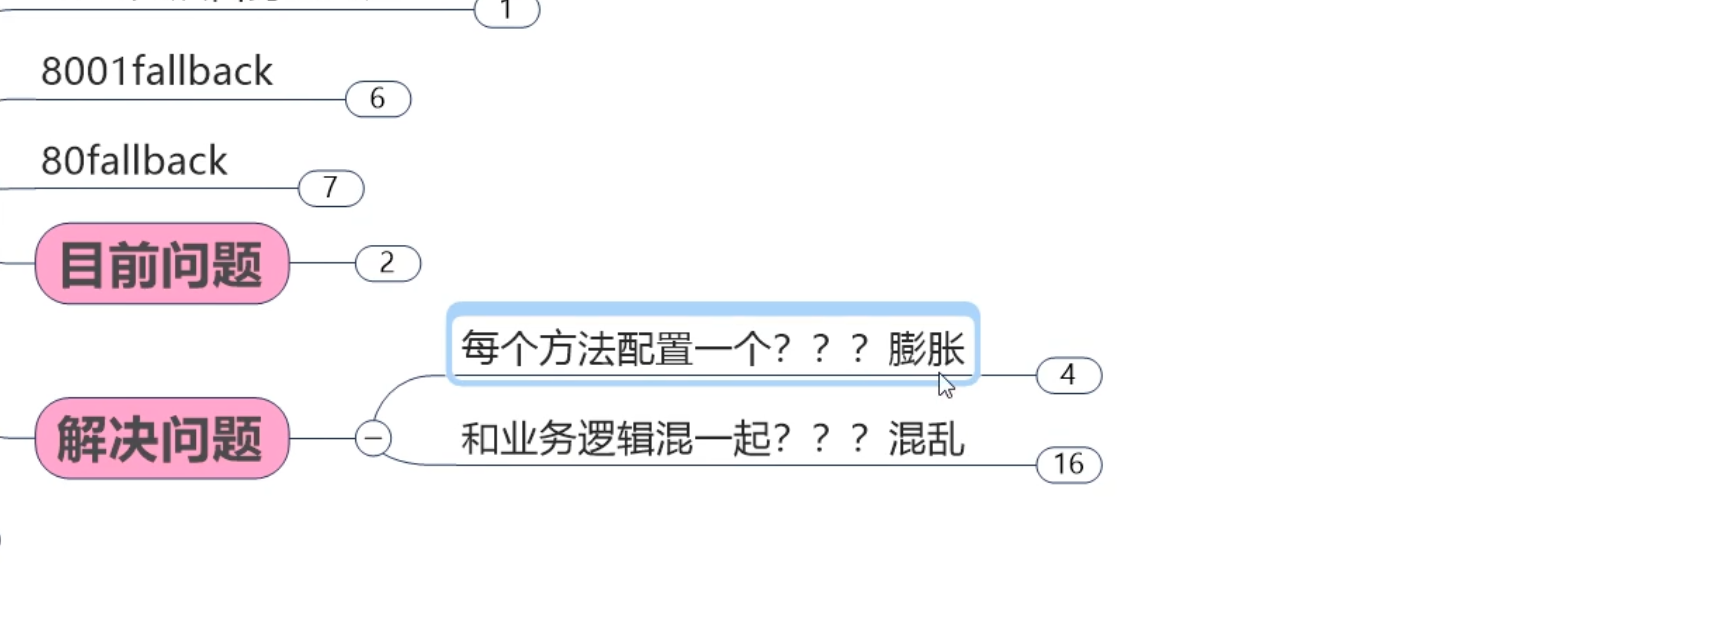 1
8001fallback
6
80fallback
7
目前问题
2
每个方法配置一个？？？膨胀
4
解决问题
和业务逻辑混一起？？？混乱
16